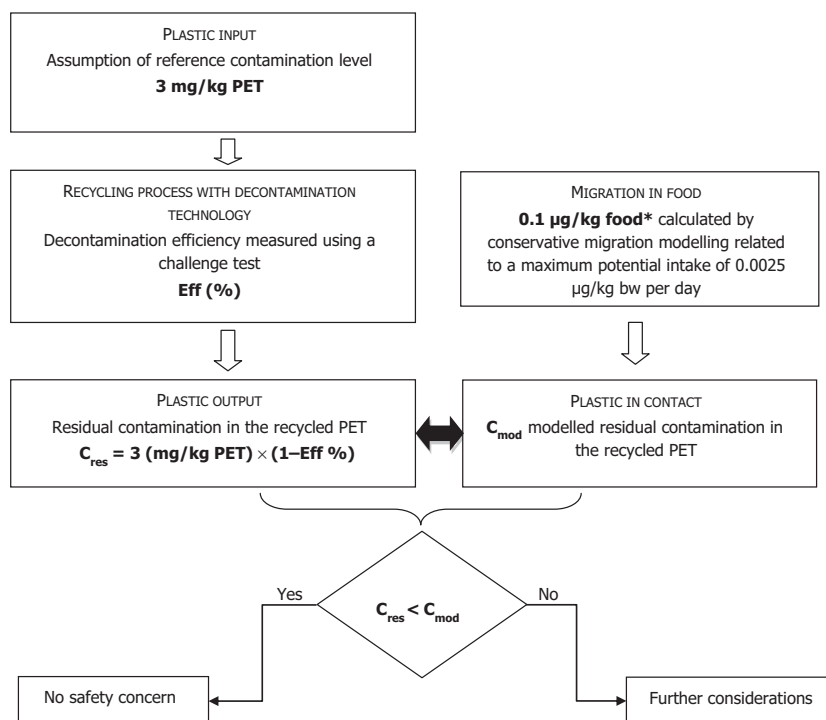 PLASTIC INPUT
Assumption of reference contamination level
3 mg/kg PET
RECYCLING PROCESS WITH DECONTAMINATION
TECHNOLOGY
Decontamination efficiency measured using a
challenge test
Eff (%)
MIGRATION IN FOOD
0.1 µg/kg food* calculated by
conservative migration modelling related
to a maximum potential intake of 0.0025
µg/kg bw per day
PLASTIC OUTPUT
Residual contamination in the recycled PET
Cres = 3 (mg/kg PET) × (1–Eff %)
PLASTIC IN CONTACT
Cmod modelled residual contamination in
the recycled PET
Yes
No
Cres < Cmod
No safety concern
Further considerations